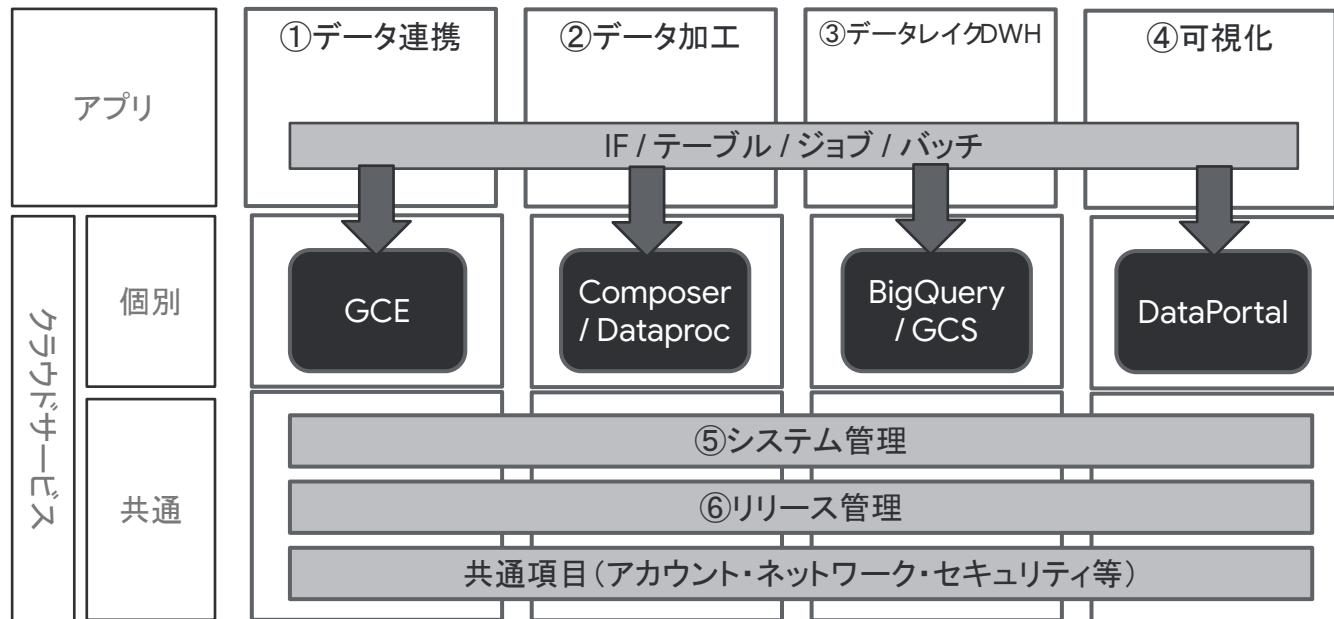 ①データ連携
②データ加工
③データレイクDWH
④可視化
アプリ
IF / テーブル / ジョブ / バッチ
クラウドサービス
個別
GCE
Composer
/ Dataproc
BigQuery
/ GCS
DataPortal
共通
⑤システム管理
⑥リリース管理
共通項目（アカウント・ネットワーク・セキュリティ等）